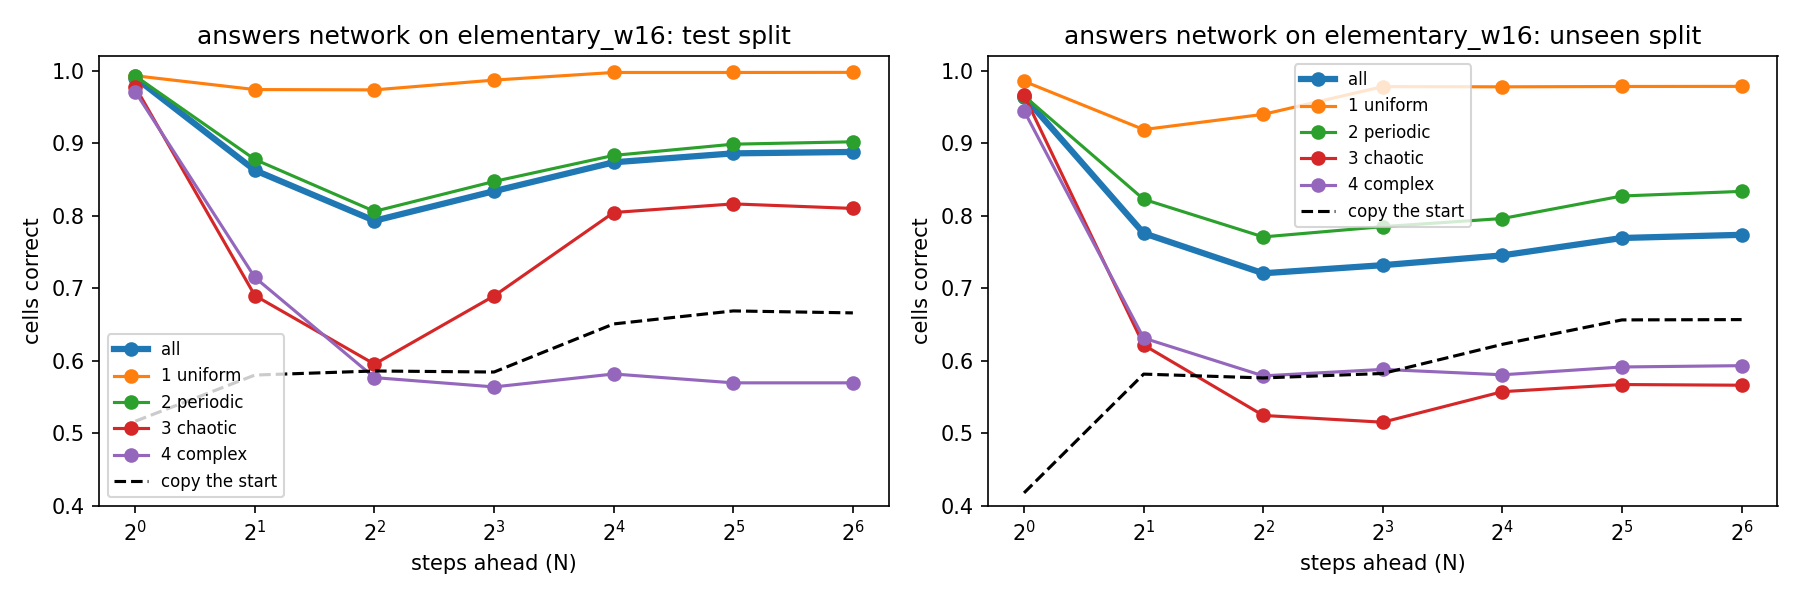 answers network on elementary_w16: test split
cells correct
1.0
0.9
0.8
0.7
0.6
0.5
0.4
all
1 uniform
2 periodic
3 chaotic
4 complex
copy the start
2^0 2^1 2^2 2^3 2^4 2^5 2^6
steps ahead (N)
answers network on elementary_w16: unseen split
cells correct
1.0
0.9
0.8
0.7
0.6
0.5
0.4
all
1 uniform
2 periodic
3 chaotic
4 complex
copy the start
2^0 2^1 2^2 2^3 2^4 2^5 2^6
steps ahead (N)